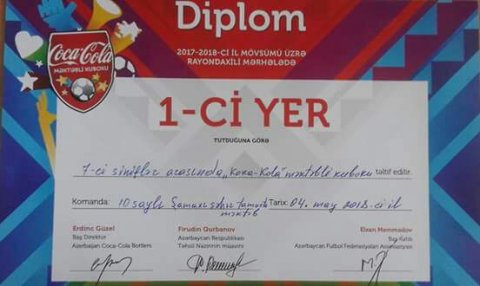 Diplom
2017-2018-Cİ İL MÖVSÜMÜ ÜZRƏ
RAYONDAXİLİ MƏRHƏLƏDƏ
Coca-Cola
MƏKTƏBLİ KUBOKU
1-Cİ YER
TUTDUĞUNA GÖRƏ
7-ci siniflər arasında „Koka-Kola" məktəbli kuboku təltif edilir.
Komanda: 10 saylı Şamaxı şəhər tam orta məktəb Tarix: 04. may 2018-ci il
Erdinc Güzel Firudin Qurbanov Elxan Məmmədov
Baş Direktor Azərbaycan Respublikası Baş Katib
Azərbaycan Coca-Cola Bottlers Təhsil Nazirinin müavini Azərbaycan Futbol Federasiyaları Assosiasiyası